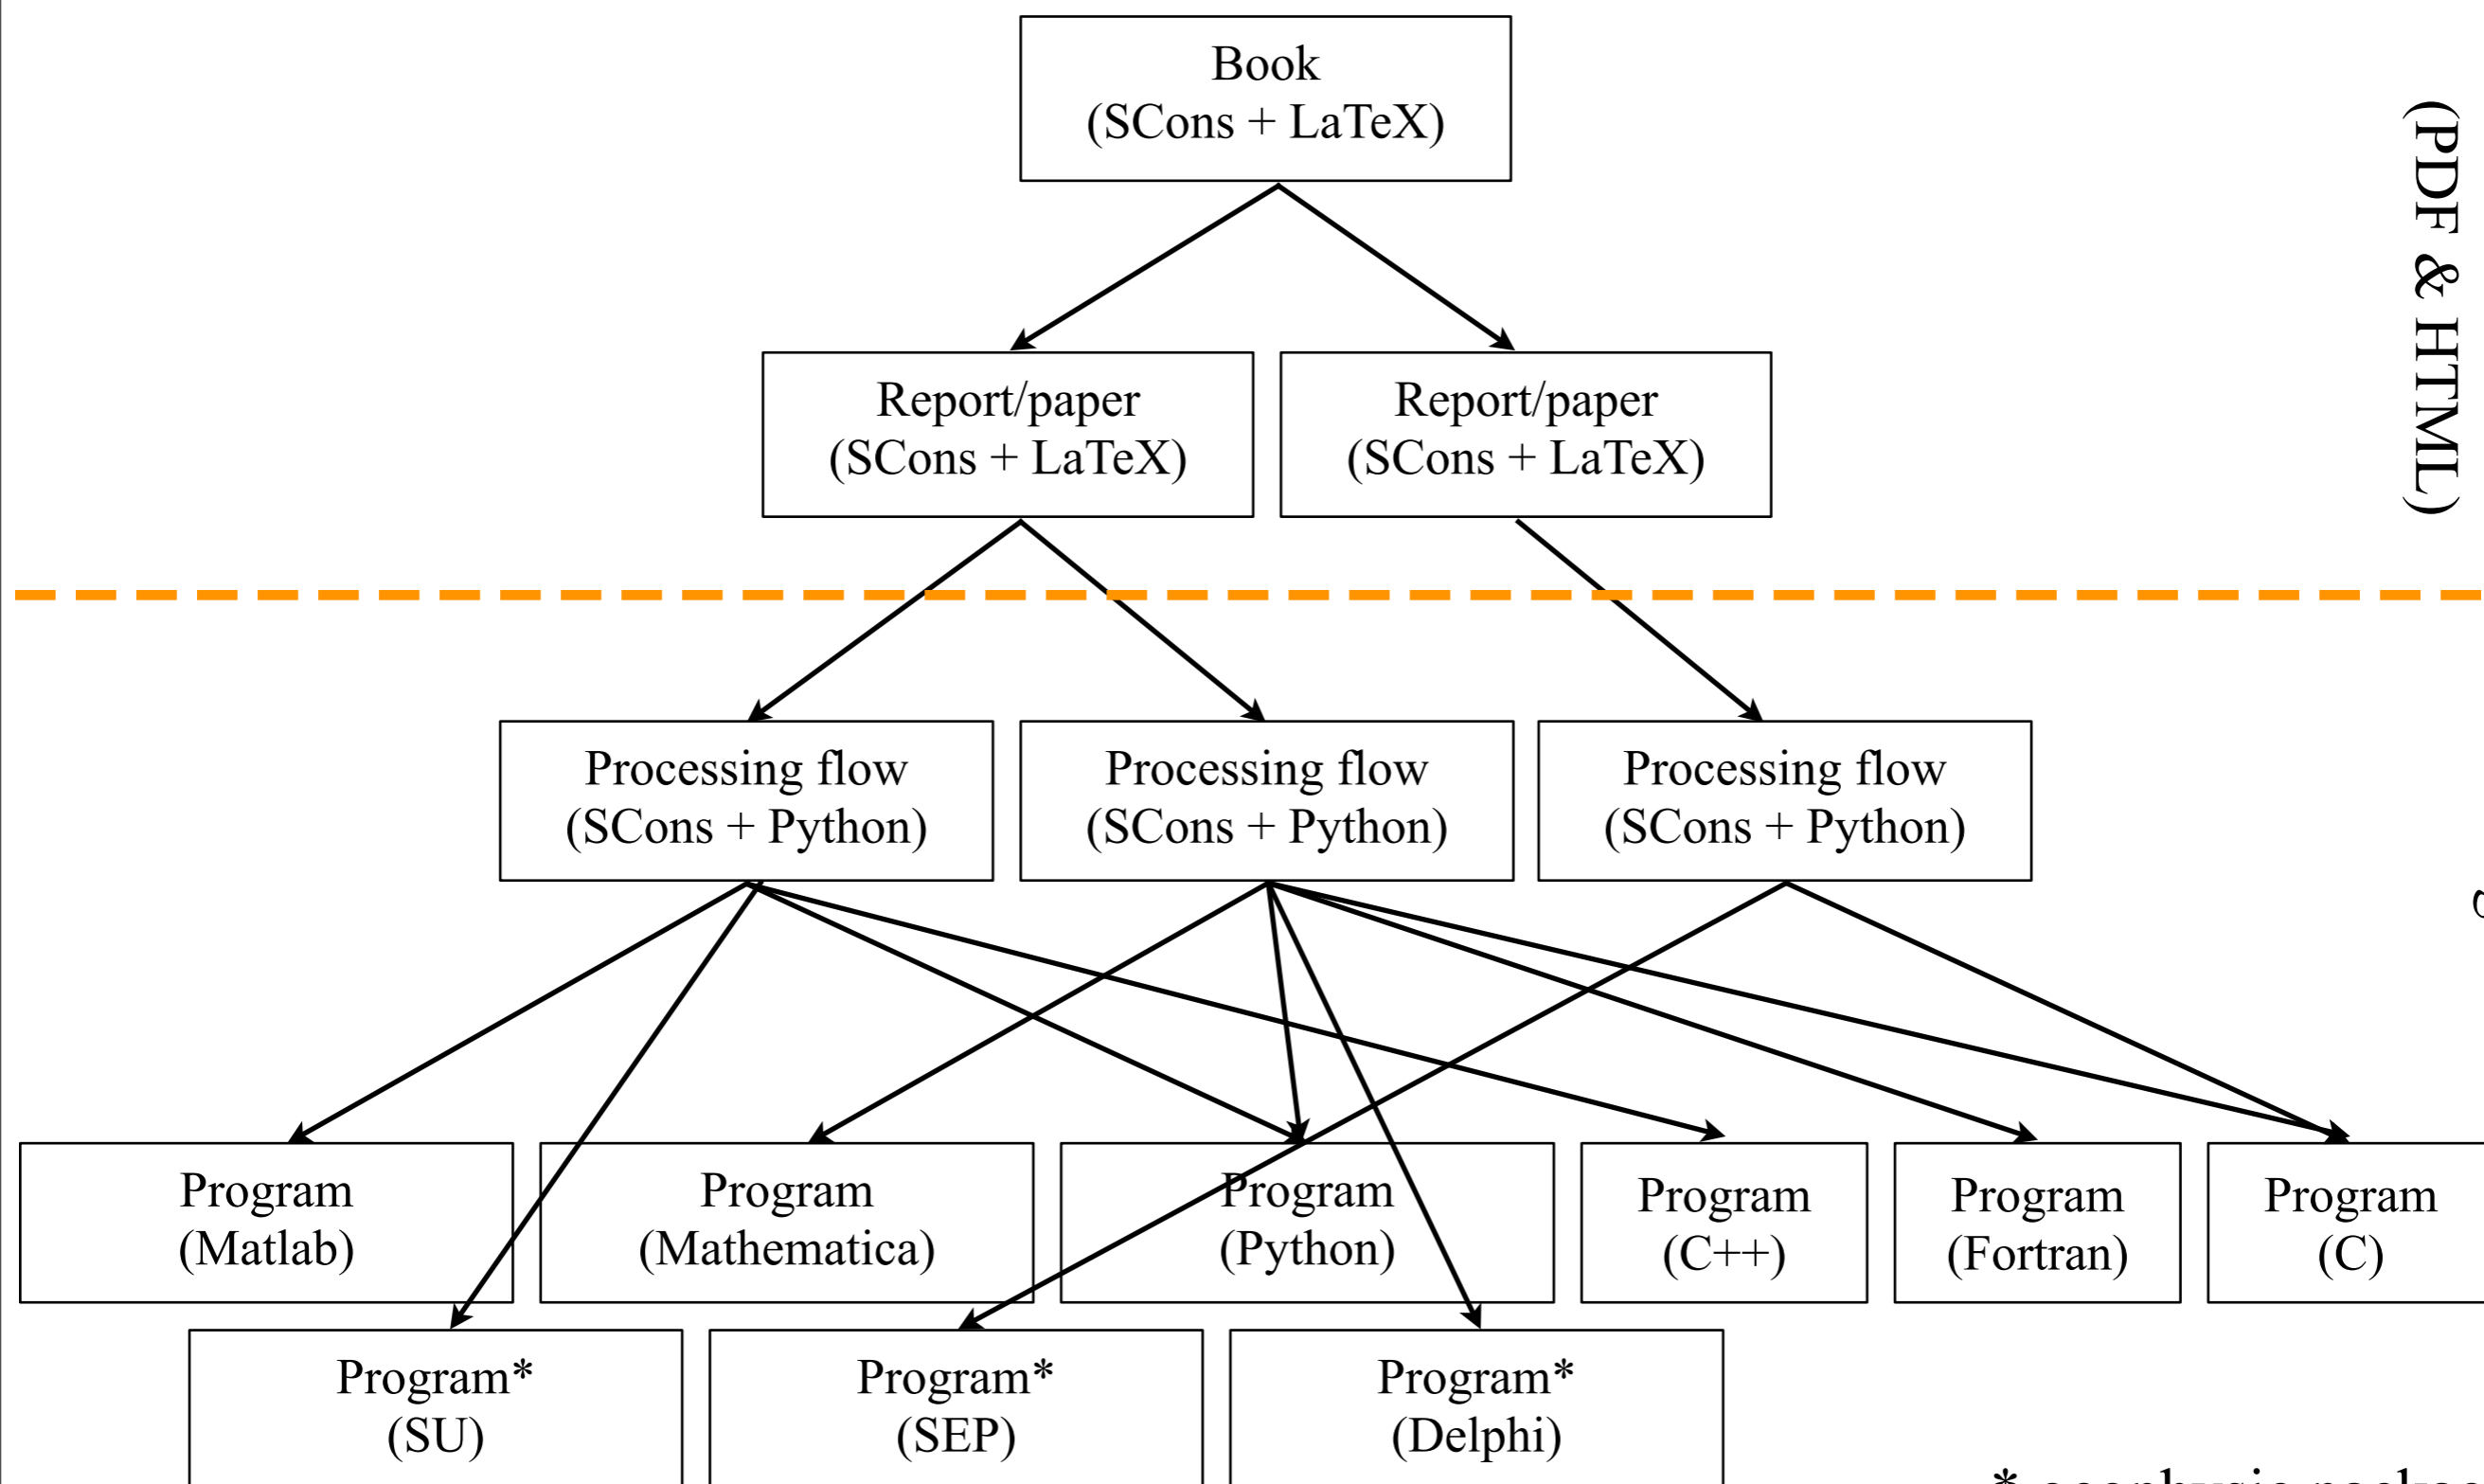 Book
(SCons + LaTeX)
(PDF & HTML)
Report/paper
(SCons + LaTeX)
Report/paper
(SCons + LaTeX)
Processing flow
(SCons + Python)
Processing flow
(SCons + Python)
Processing flow
(SCons + Python)
Program
(Matlab)
Program
(Mathematica)
Program
(Python)
Program
(C++)
Program
(Fortran)
Program
(C)
Program*
(SU)
Program*
(SEP)
Program*
(Delphi)
*